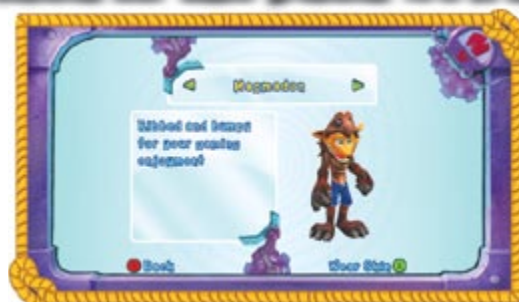 Magmadon
Ribbed and bumpy
for your gaming
enjoyment
Back
Wear Skin A